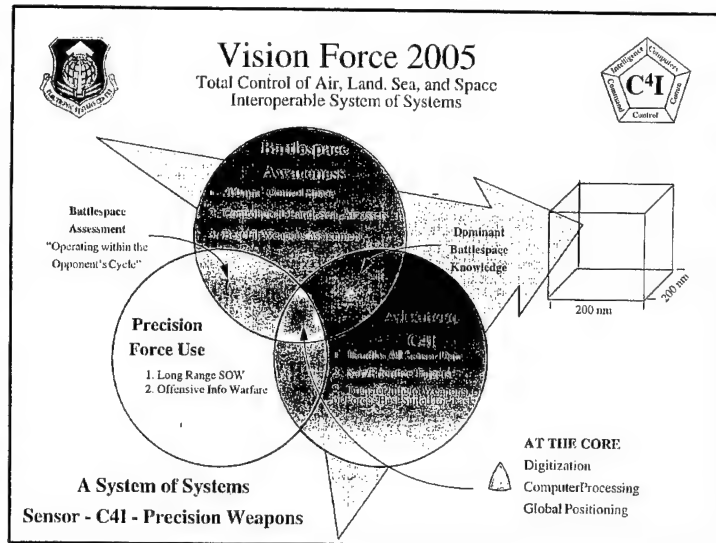 Vision Force 2005
Total Control of Air, Land, Sea, and Space
Interoperable System of Systems
Intelligence
Computers
Comm
Control
Command
C4I
Battlespace
Awareness
Battlespace
Assessment
"Operating within the
Opponent's Cycle"
Dominant
Battlespace
Knowledge
200 nm
200 nm
Precision
Force Use
1. Long Range SOW
2. Offensive Info Warfare
Advanced
C4I
1.
AT THE CORE
Digitization
ComputerProcessing
Global Positioning
A System of Systems
Sensor - C4I - Precision Weapons